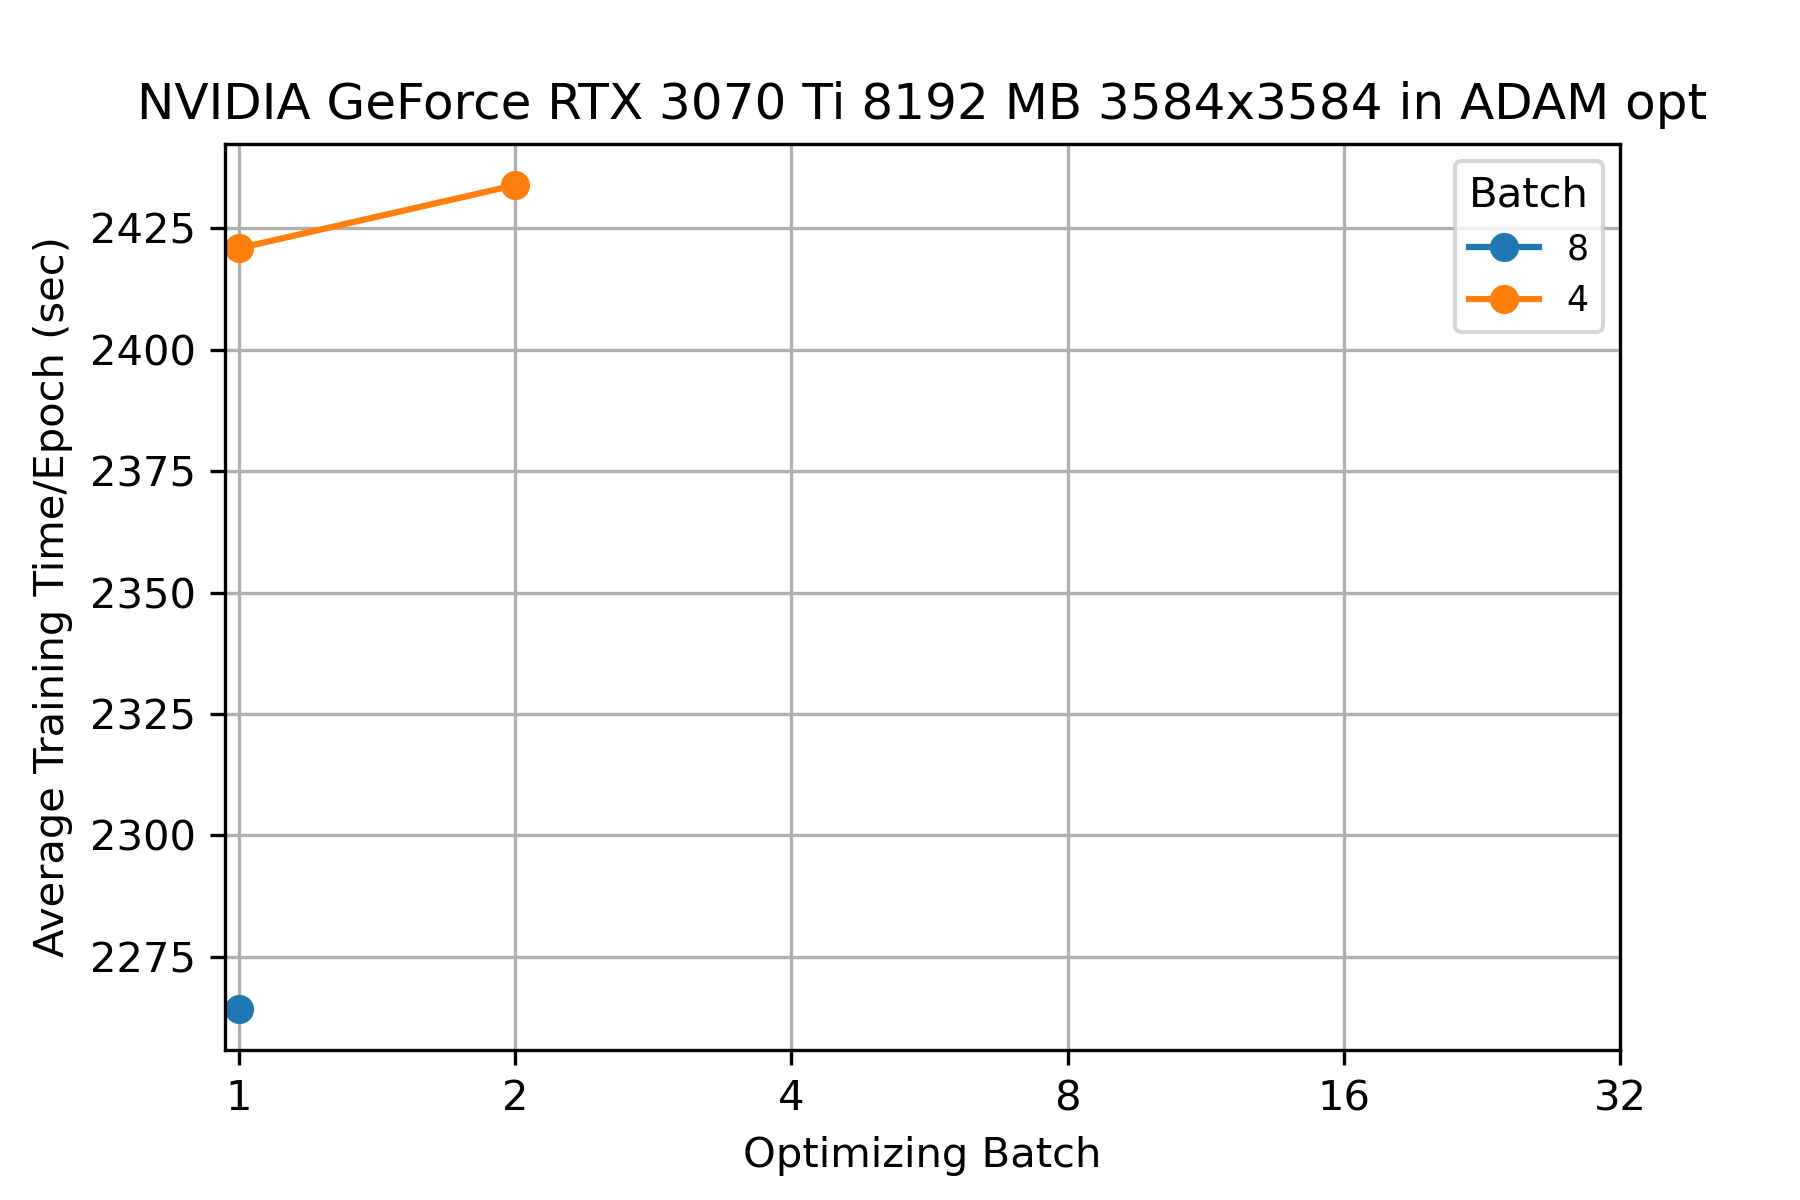 NVIDIA GeForce RTX 3070 Ti 8192 MB 3584x3584 in ADAM opt
Average Training Time/Epoch (sec)
2425
2400
2375
2350
2325
2300
2275
Batch
8
4
1 2 4 8 16 32
Optimizing Batch